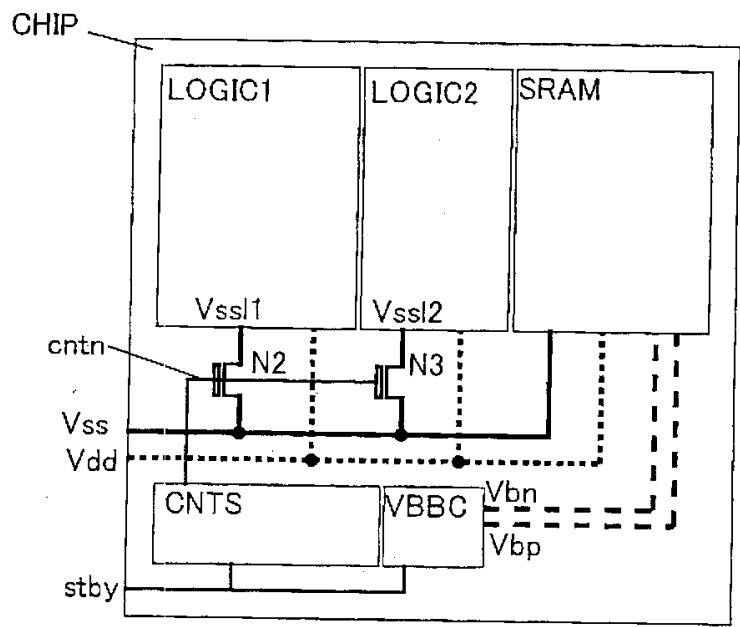 CHIP
LOGIC1
LOGIC2
SRAM
Vssl1
Vssl2
cntn
N2
N3
Vss
Vdd
CNTS
VBBC
Vbn
Vbp
stby